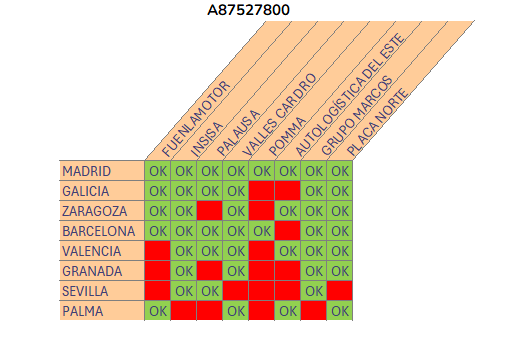 A87527800
FUENLAMOTOR
INSISA
PALAUSA
VALLES CARDRO
POMMA
AUTOLOGÍSTICA DEL ESTE
GRUPO MARCOS
PLACA NORTE
MADRID OK OK OK OK OK OK OK OK
GALICIA OK OK OK OK OK OK
ZARAGOZA OK OK OK OK OK OK
BARCELONA OK OK OK OK OK OK OK
VALENCIA OK OK OK OK OK OK
GRANADA OK OK OK OK
SEVILLA OK OK OK
PALMA OK OK OK OK